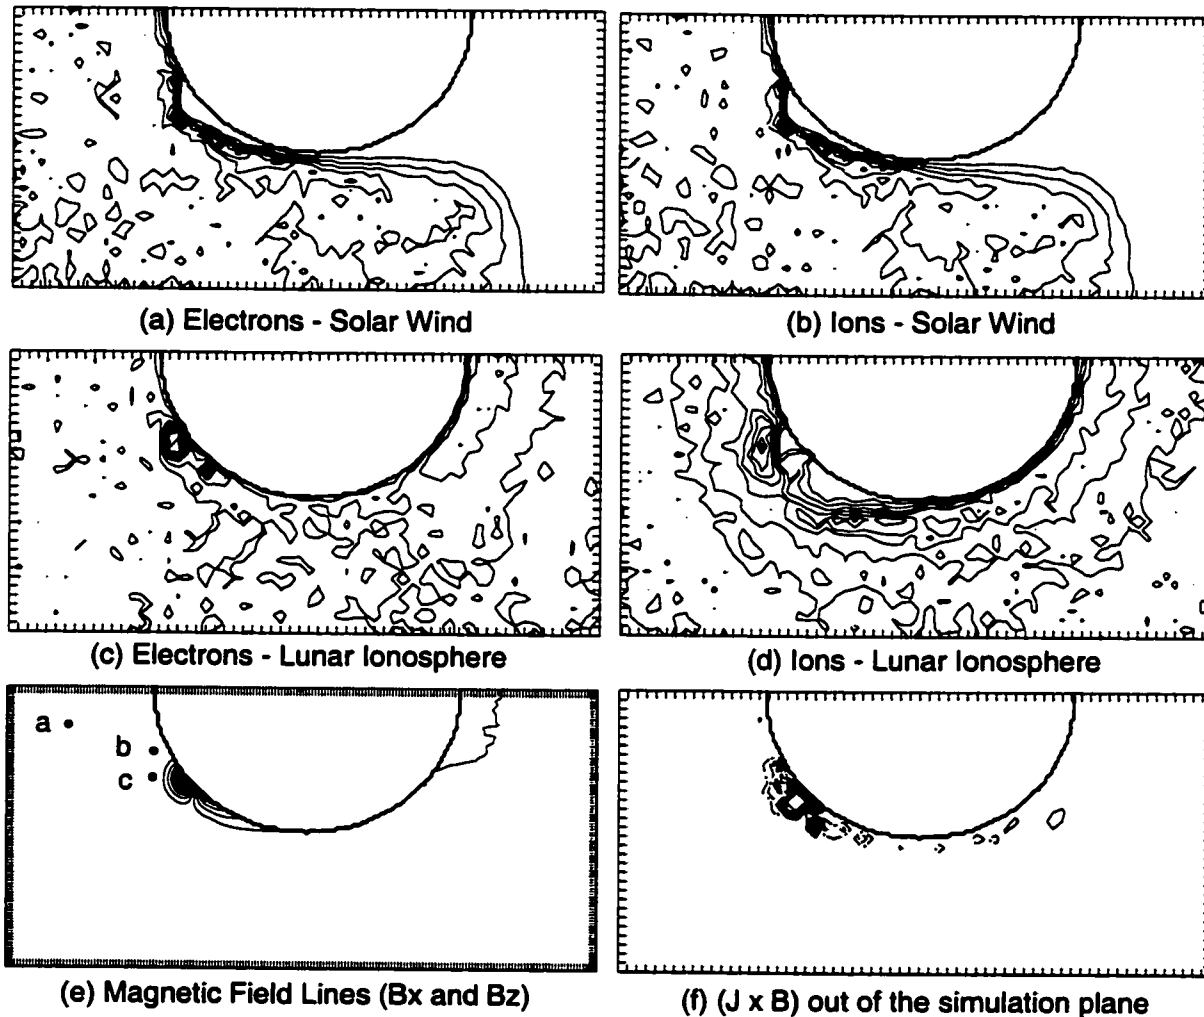 (a) Electrons - Solar Wind
(b) Ions - Solar Wind
(c) Electrons - Lunar Ionosphere
(d) Ions - Lunar Ionosphere
a
b
c
(e) Magnetic Field Lines (Bx and Bz)
(f) (J x B) out of the simulation plane